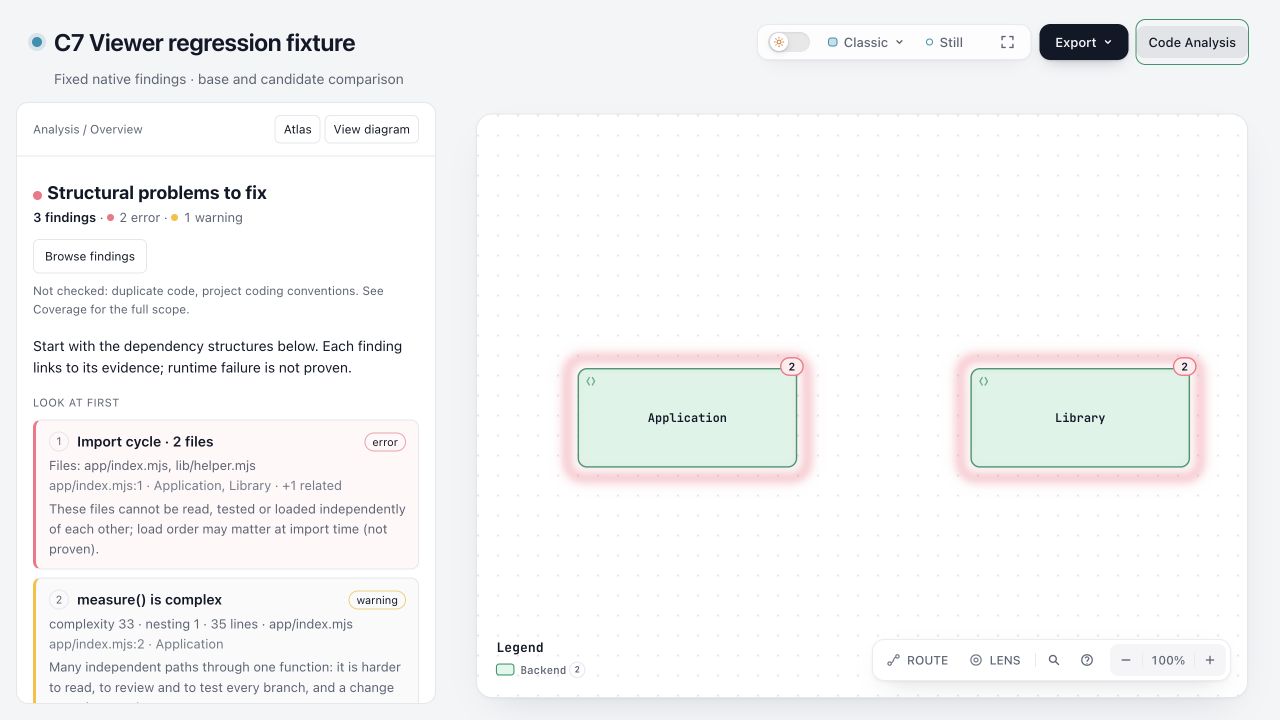 C7 Viewer regression fixture
Fixed native findings · base and candidate comparison
Classic
Still
Export
Code Analysis
Analysis / Overview
Atlas
View diagram
Structural problems to fix
3 findings · 2 error · 1 warning
Browse findings
Not checked: duplicate code, project coding conventions. See
Coverage for the full scope.
Start with the dependency structures below. Each finding
links to its evidence; runtime failure is not proven.
LOOK AT FIRST
1 Import cycle · 2 files error
Files: app/index.mjs, lib/helper.mjs
app/index.mjs:1 · Application, Library · +1 related
These files cannot be read, tested or loaded independently
of each other; load order may matter at import time (not
proven).
2 measure() is complex warning
complexity 33 · nesting 1 · 35 lines · app/index.mjs
app/index.mjs:2 · Application
Many independent paths through one function: it is harder
to read, to review and to test every branch, and a change
2
Application
2
Library
Legend
Backend 2
ROUTE
LENS
100%